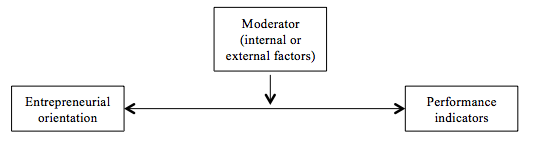 Moderator
(internal or
external factors)
Entrepreneurial
orientation
Performance
indicators